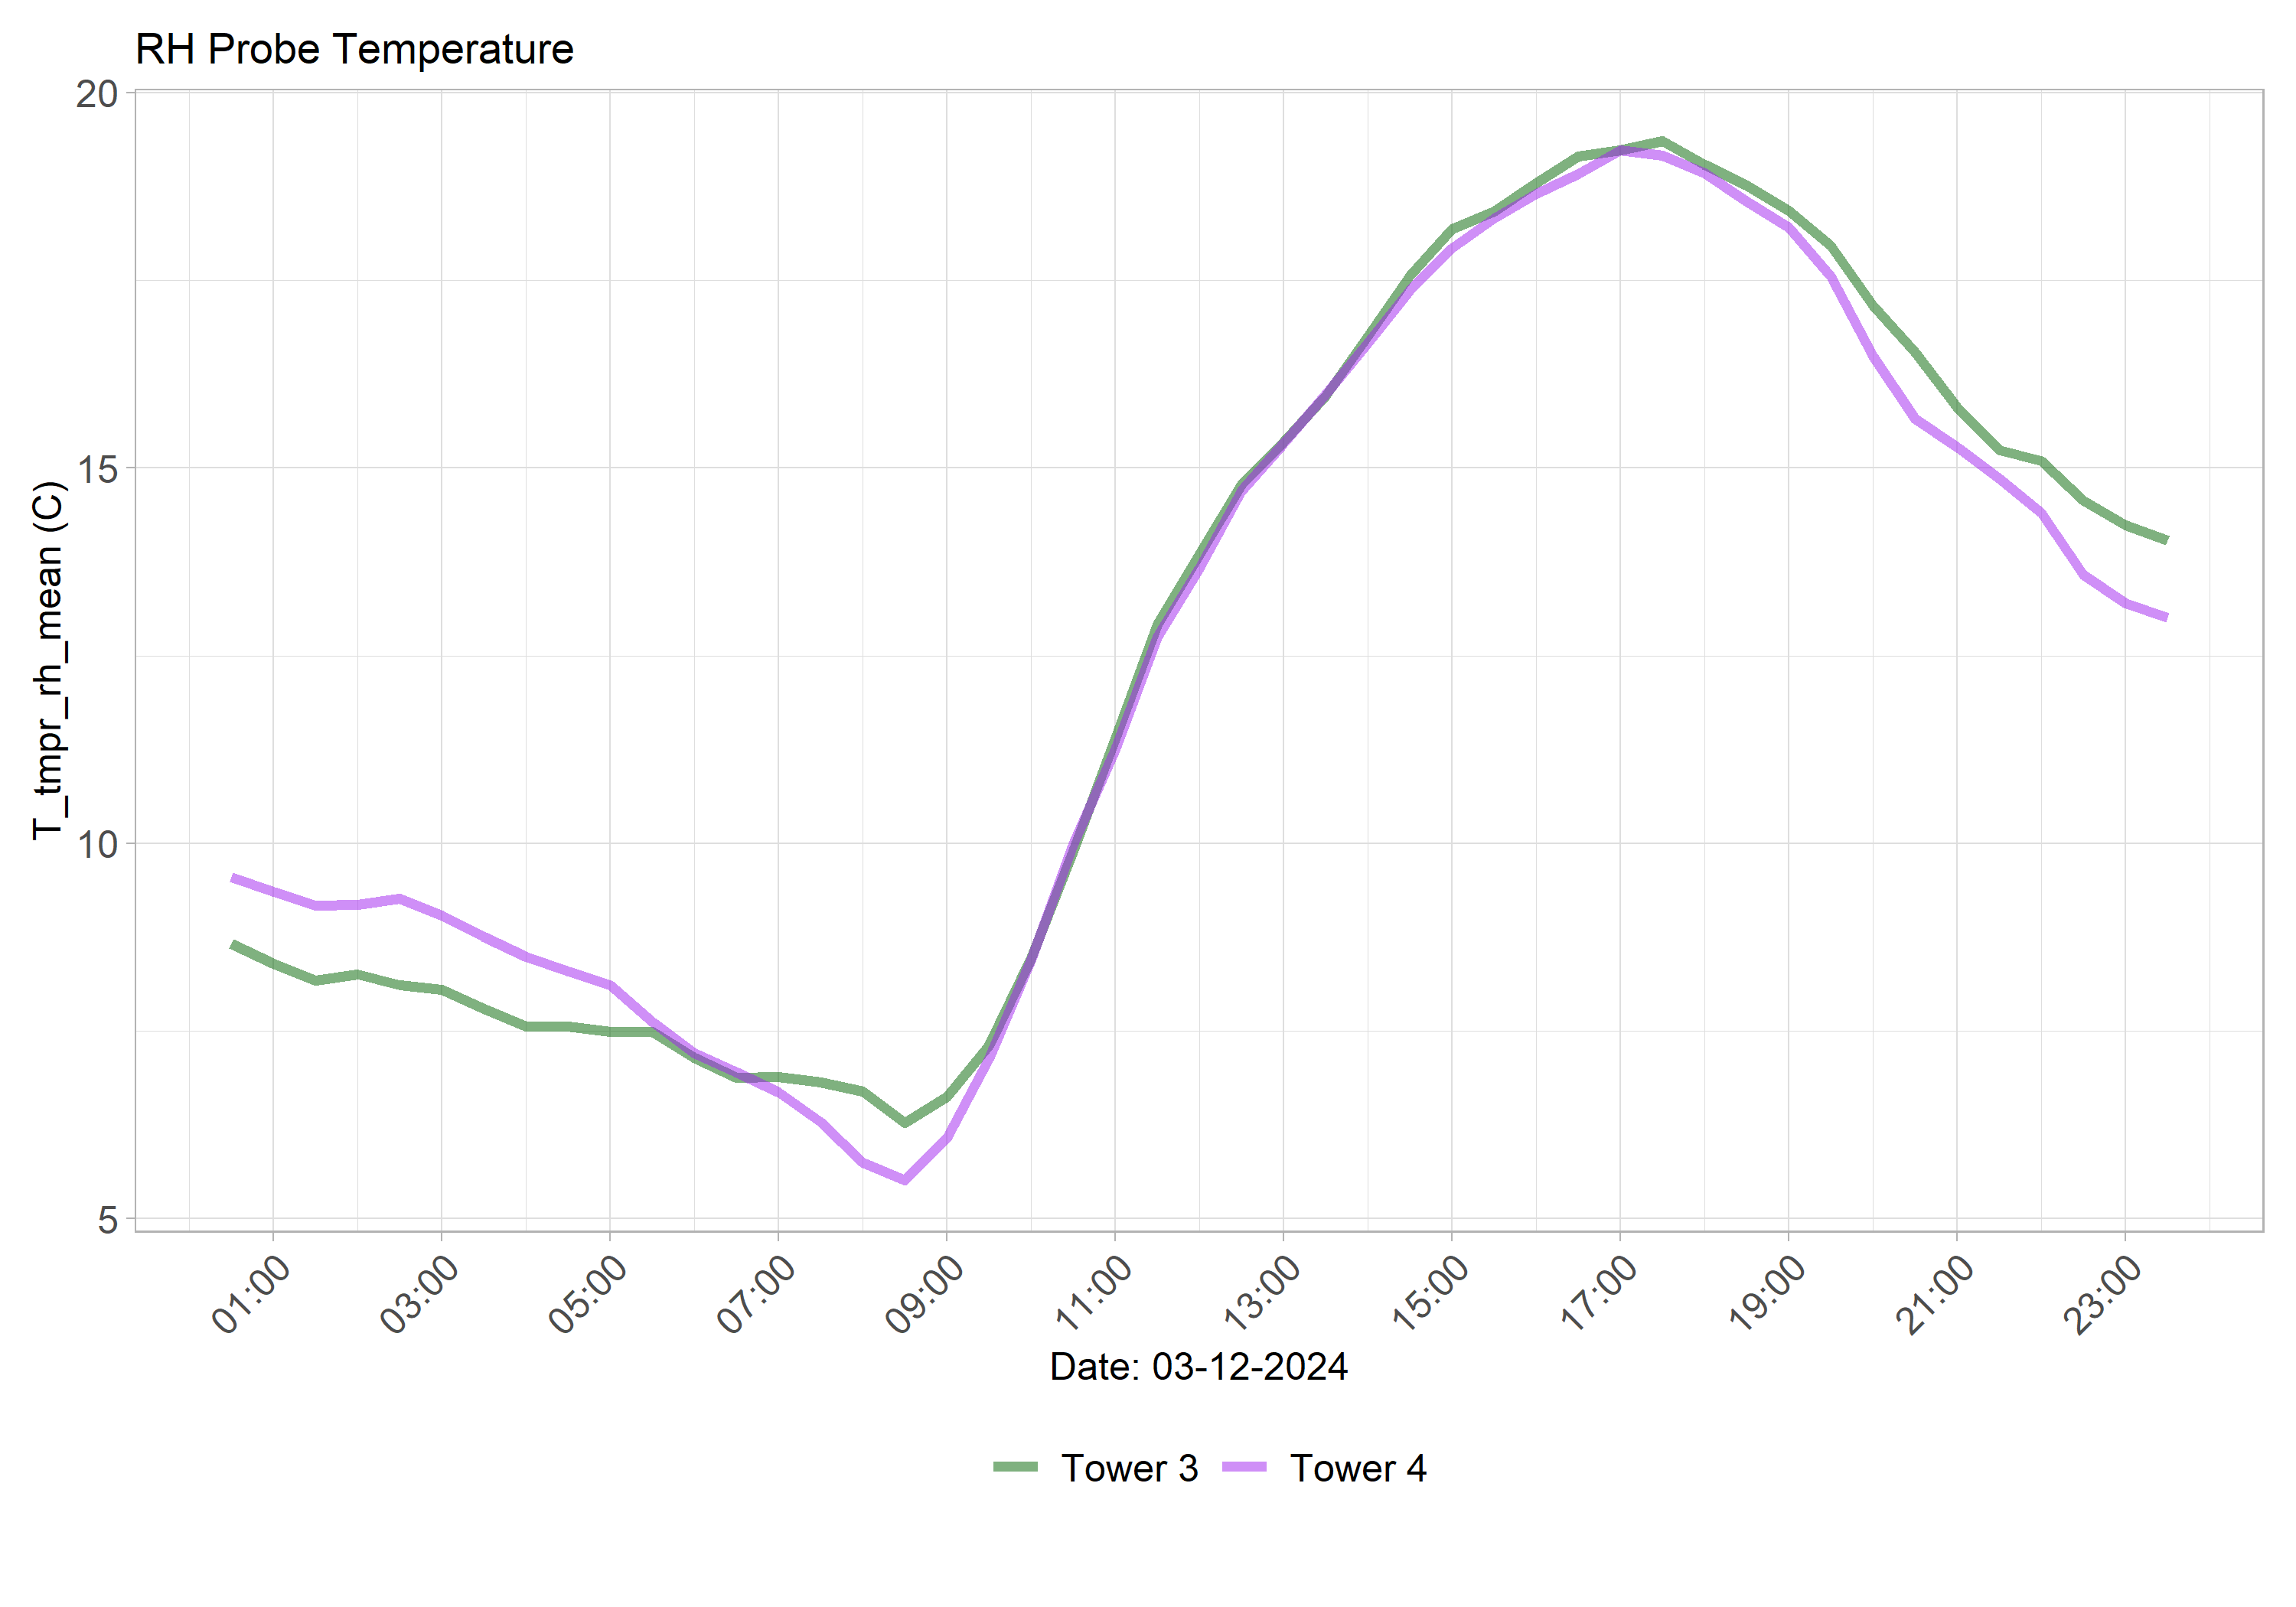 RH Probe Temperature
T_tmpr_rh_mean (C)
20
15
10
5
01:00 03:00 05:00 07:00 09:00 11:00 13:00 15:00 17:00 19:00 21:00 23:00
Date: 03-12-2024
Tower 3 Tower 4